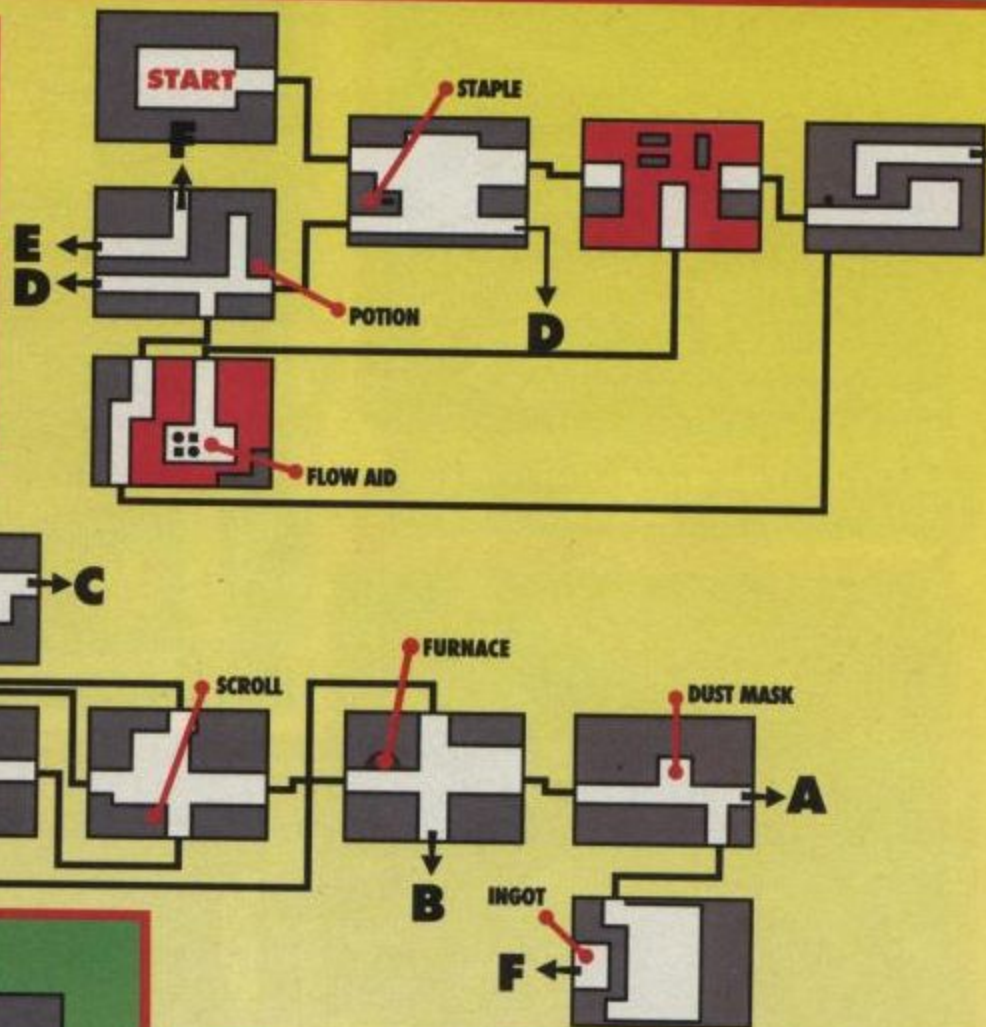 START
STAPLE
F
E
D
POTION
D
FLOW AID
C
SCROLL
FURNACE
DUST MASK
A
B
INGOT
F